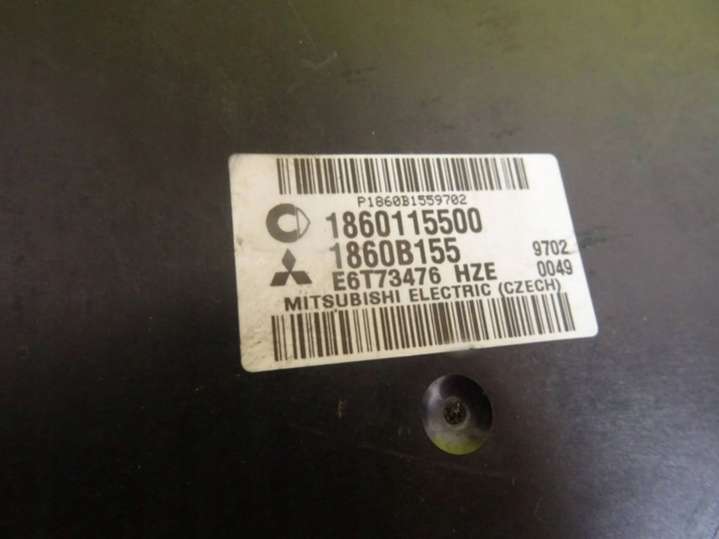 P1860B1559702
1860115500
1860B155 9702
E6T73476 HZE 0049
MITSUBISHI ELECTRIC (CZECH)